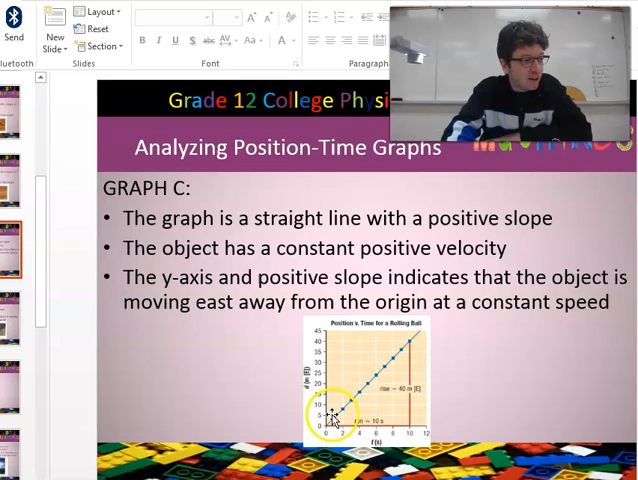 Send
New
Slide
Layout
Reset
Section
luetooth
Slides
Font
Paragraph
B I U S abc AV Aa A
Grade 12 College Physi
Analyzing Position-Time Graphs
GRAPH C:
• The graph is a straight line with a positive slope
• The object has a constant positive velocity
• The y-axis and positive slope indicates that the object is
moving east away from the origin at a constant speed
Position v. Time for a Rolling Ball
45
40
35
30
25
20
15
10
5
0
d (m [E])
rise = 40 m [E]
run = 10 s
0 2 4 6 8 10 12
t (s)